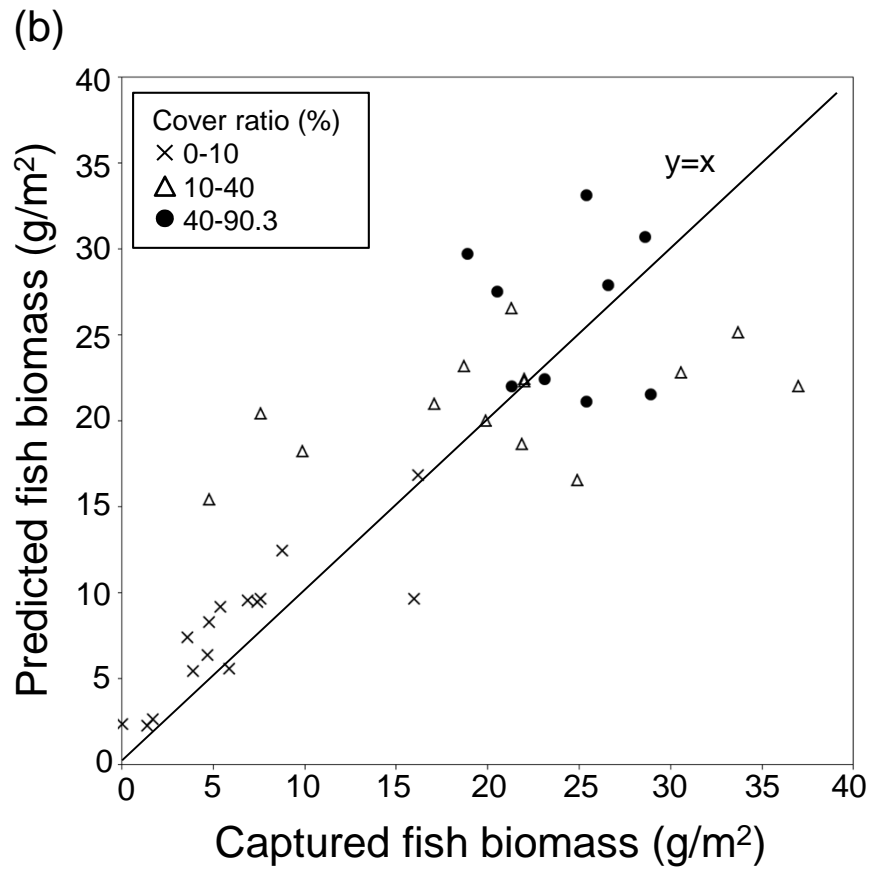 (b)
Predicted fish biomass (g/m²)
40
35
30
25
20
15
10
5
0
Cover ratio (%)
0-10
10-40
40-90.3
y=x
0 5 10 15 20 25 30 35 40
Captured fish biomass (g/m²)